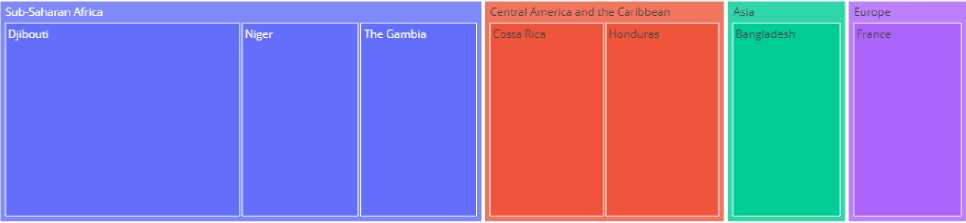 Sub-Saharan Africa
Djibouti
Niger
The Gambia
Central America and the Caribbean
Costa Rica
Honduras
Asia
Bangladesh
Europe
France